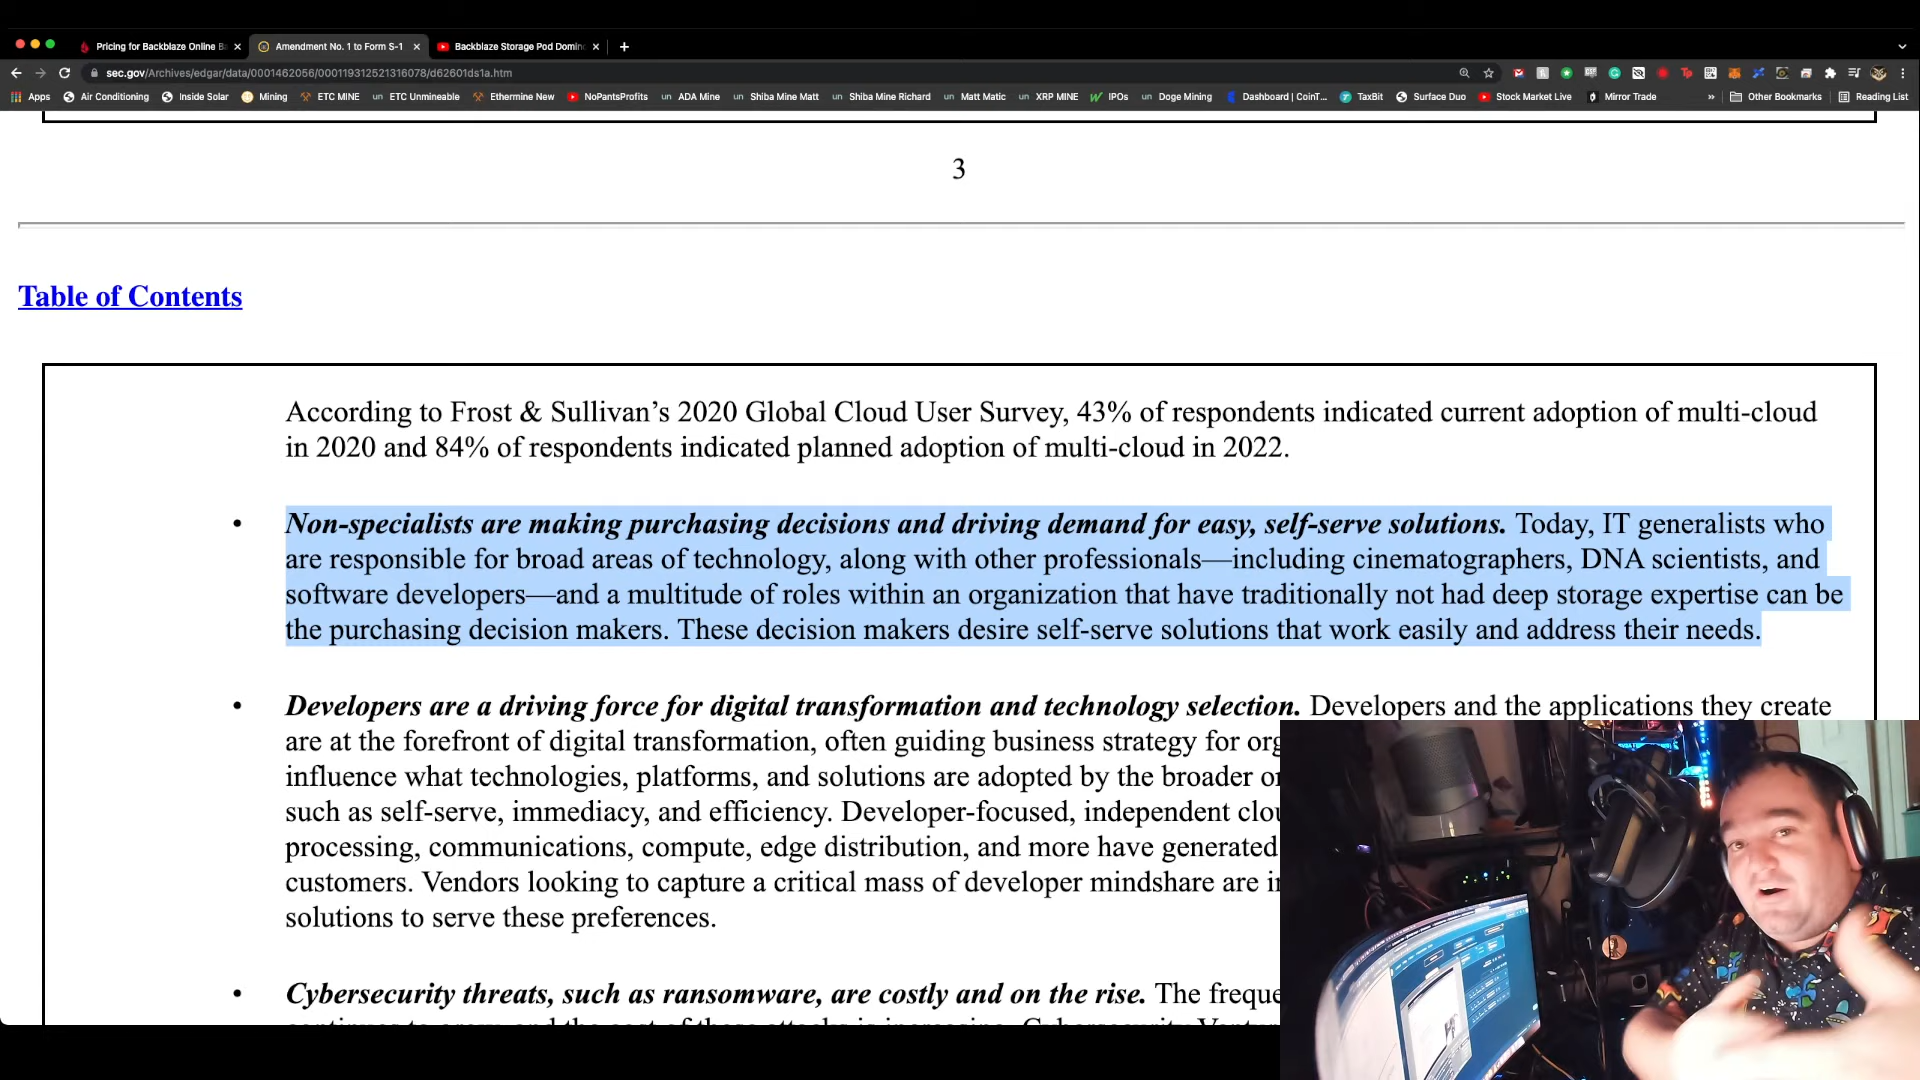 Pricing for Backblaze Online Ba
Amendment No. 1 to Form S-1
Backblaze Storage Pod Domin
sec.gov/Archives/edgar/data/0001462056/000119312521316078/d62601ds1a.htm
Apps
Air Conditioning
Inside Solar
Mining
ETC MINE
un ETC Unmineable
Ethermine New
NoPantsProfits
un ADA Mine
un Shiba Mine Matt
un Shiba Mine Richard
un Matt Matic
un XRP MINE
IPOs
un Doge Mining
Dashboard | CoinT...
TaxBit
Surface Duo
Stock Market Live
Mirror Trade
»
Other Bookmarks
Reading List
3
Table of Contents
According to Frost & Sullivan’s 2020 Global Cloud User Survey, 43% of respondents indicated current adoption of multi-cloud
in 2020 and 84% of respondents indicated planned adoption of multi-cloud in 2022.
• Non-specialists are making purchasing decisions and driving demand for easy, self-serve solutions. Today, IT generalists who
are responsible for broad areas of technology, along with other professionals—including cinematographers, DNA scientists, and
software developers—and a multitude of roles within an organization that have traditionally not had deep storage expertise can be
the purchasing decision makers. These decision makers desire self-serve solutions that work easily and address their needs.
• Developers are a driving force for digital transformation and technology selection. Developers and the applications they create
are at the forefront of digital transformation, often guiding business strategy for org
influence what technologies, platforms, and solutions are adopted by the broader or
such as self-serve, immediacy, and efficiency. Developer-focused, independent clou
processing, communications, compute, edge distribution, and more have generated
customers. Vendors looking to capture a critical mass of developer mindshare are in
solutions to serve these preferences.
• Cybersecurity threats, such as ransomware, are costly and on the rise. The freque